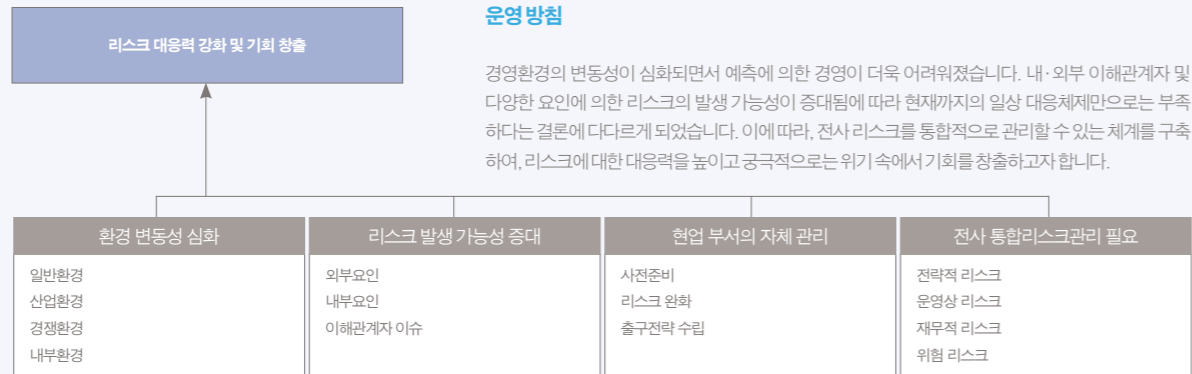 리스크 대응력 강화 및 기회 창출
운영 방침
경영환경의 변동성이 심화되면서 예측에 의한 경영이 더욱 어려워졌습니다. 내·외부 이해관계자 및
다양한 요인에 의한 리스크의 발생 가능성이 증대됨에 따라 현재까지의 일상 대응체제만으로는 부족
하다는 결론에 다다르게 되었습니다. 이에 따라, 전사 리스크를 통합적으로 관리할 수 있는 체계를 구축
하여, 리스크에 대한 대응력을 높이고 궁극적으로는 위기 속에서 기회를 창출하고자 합니다.
환경 변동성 심화
일반환경
산업환경
경쟁환경
내부환경
리스크 발생 가능성 증대
외부요인
내부요인
이해관계자 이슈
현업 부서의 자체 관리
사전준비
리스크 완화
출구전략 수립
전사 통합리스크관리 필요
전략적 리스크
운영상 리스크
재무적 리스크
위험 리스크